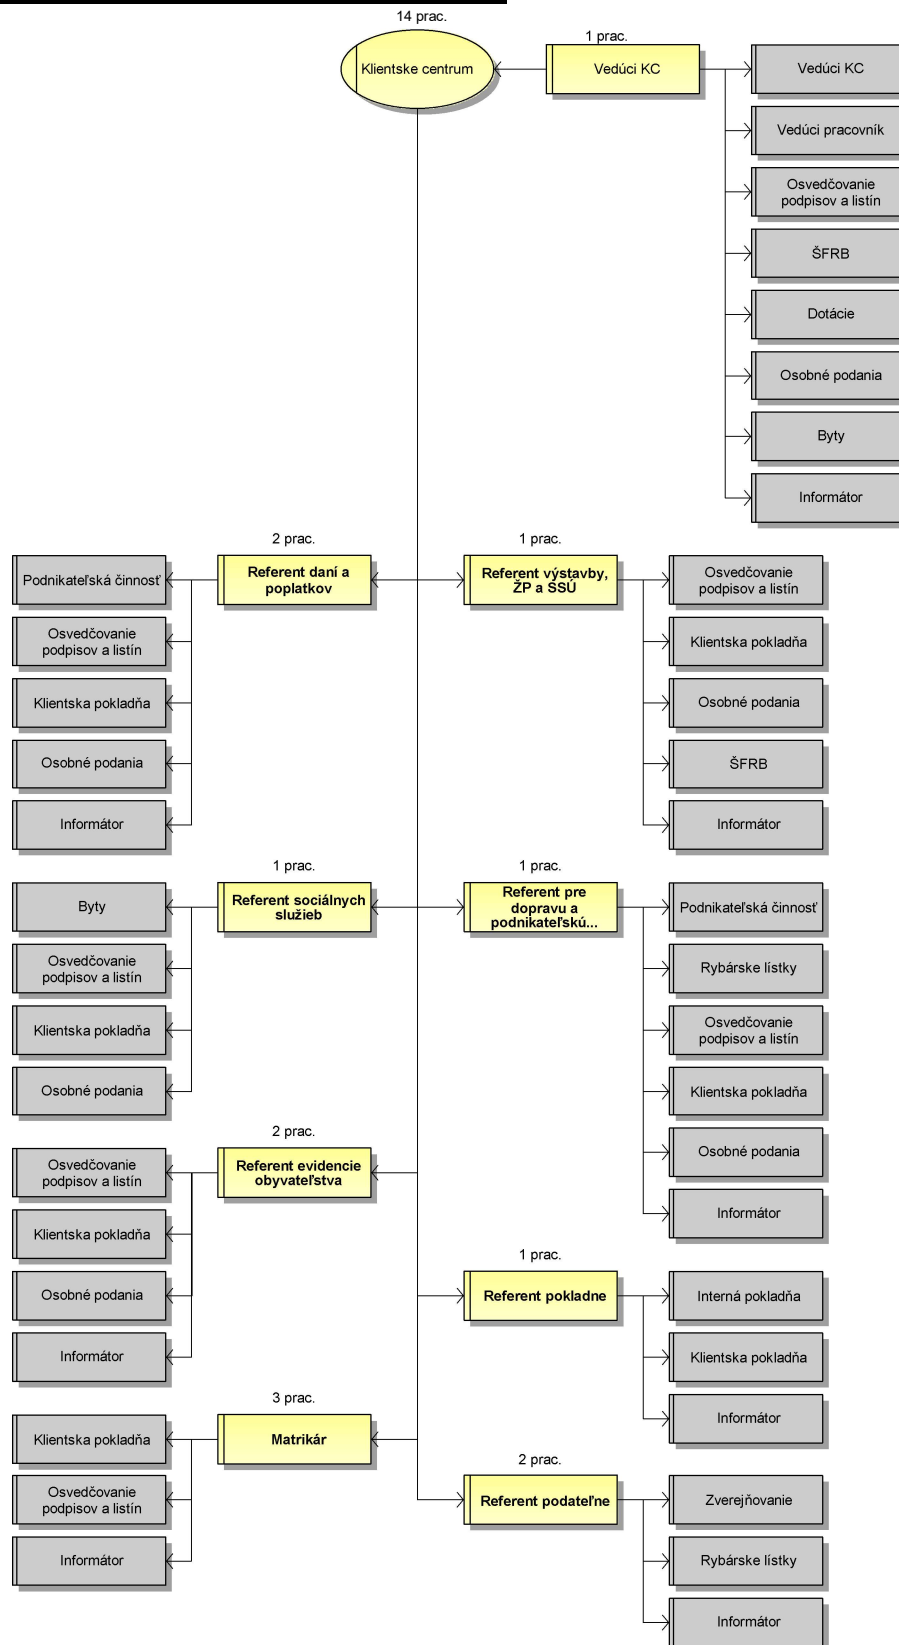 14 prac.
Klientske centrum
1 prac.
Vedúci KC
Vedúci KC
Vedúci pracovník
Osvedčovanie
podpisov a listín
ŠFRB
Dotácie
Osobné podania
Byty
Informátor
2 prac.
Referent daní a
poplatkov
Podnikateľská činnosť
Osvedčovanie
podpisov a listín
Klientska pokladňa
Osobné podania
Informátor
1 prac.
Referent výstavby,
ŽP a SSÚ
Osvedčovanie
podpisov a listín
Klientska pokladňa
Osobné podania
ŠFRB
Informátor
1 prac.
Referent sociálnych
služieb
Byty
Osvedčovanie
podpisov a listín
Klientska pokladňa
Osobné podania
1 prac.
Referent pre
dopravu a
podnikateľskú...
Podnikateľská činnosť
Rybárske lístky
Osvedčovanie
podpisov a listín
Klientska pokladňa
Osobné podania
Informátor
2 prac.
Referent evidencie
obyvateľstva
Osvedčovanie
podpisov a listín
Klientska pokladňa
Osobné podania
Informátor
1 prac.
Referent pokladne
Interná pokladňa
Klientska pokladňa
Informátor
3 prac.
Matrikár
Klientska pokladňa
Osvedčovanie
podpisov a listín
Informátor
2 prac.
Referent podateľne
Zverejňovanie
Rybárske lístky
Informátor